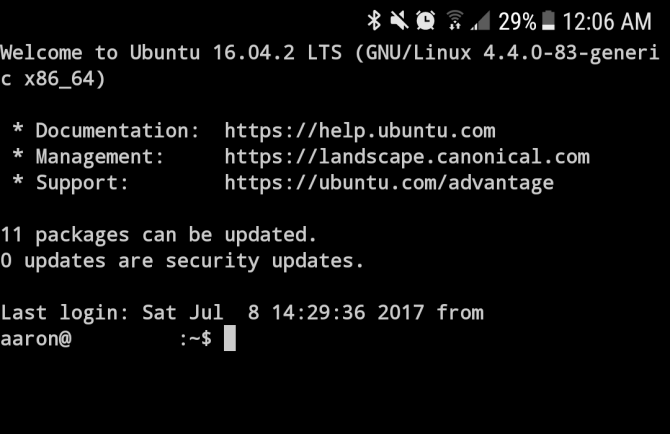 29% 12:06 AM
Welcome to Ubuntu 16.04.2 LTS (GNU/Linux 4.4.0-83-generi
c x86_64)
 * Documentation:  https://help.ubuntu.com
 * Management:     https://landscape.canonical.com
 * Support:        https://ubuntu.com/advantage
11 packages can be updated.
0 updates are security updates.
Last login: Sat Jul  8 14:29:36 2017 from
aaron@         :~$